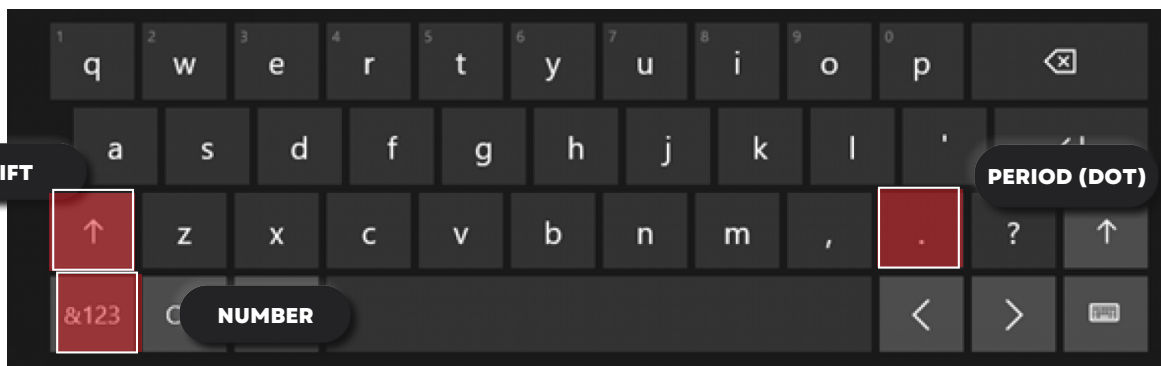 1 2 3 4 5 6 7 8 9 0
q w e r t y u i o p
a s d f g h j k l '
IFT
PERIOD (DOT)
z x c v b n m , . ?
&123 C
NUMBER